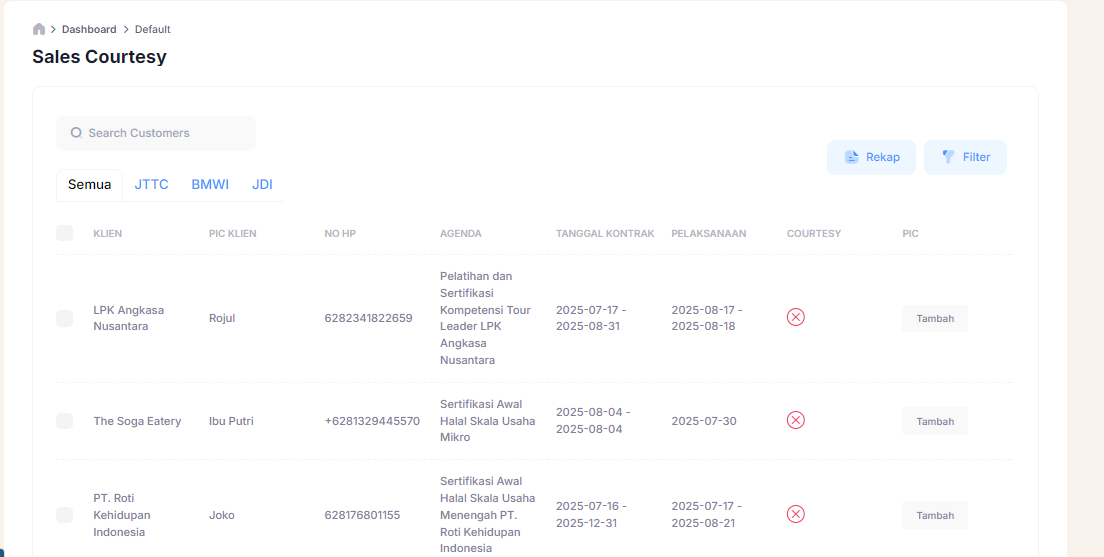 Dashboard > Default
Sales Courtesy
Search Customers
Rekap
Filter
Semua
JTTC
BMWI
JDI
KLIEN
PIC KLIEN
NO HP
AGENDA
TANGGAL KONTRAK
PELAKSANAAN
COURTESY
PIC
LPK Angkasa
Nusantara
Rojul
6282341822659
Pelatihan dan
Sertifikasi
Kompetensi Tour
Leader LPK
Angkasa
Nusantara
2025-07-17 -
2025-08-31
2025-08-17 -
2025-08-18
Tambah
The Soga Eatery
Ibu Putri
+6281329445570
Sertifikasi Awal
Halal Skala Usaha
Mikro
2025-08-04 -
2025-08-04
2025-07-30
Tambah
PT. Roti
Kehidupan
Indonesia
Joko
628176801155
Sertifikasi Awal
Halal Skala Usaha
Menengah PT.
Roti Kehidupan
Indonesia
2025-07-16 -
2025-12-31
2025-07-17 -
2025-08-21
Tambah